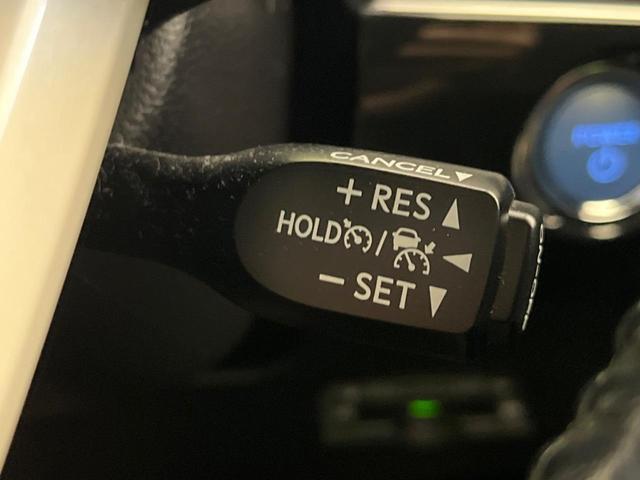 CANCEL
+ RES
HOLD /
- SET